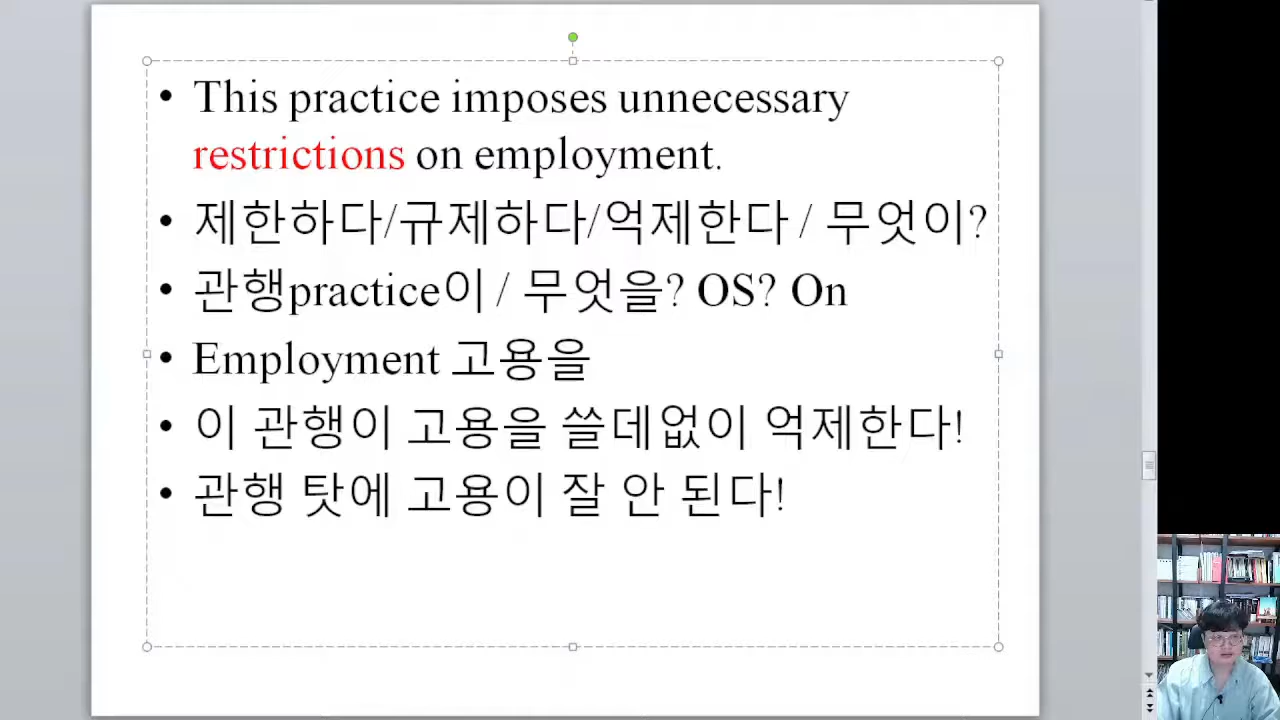 • This practice imposes unnecessary
restrictions on employment.
• 제한하다/규제하다/억제한다 / 무엇이?
• 관행practice이 / 무엇을? OS? On
• Employment 고용을
• 이 관행이 고용을 쓸데없이 억제한다!
• 관행 탓에 고용이 잘 안 된다!